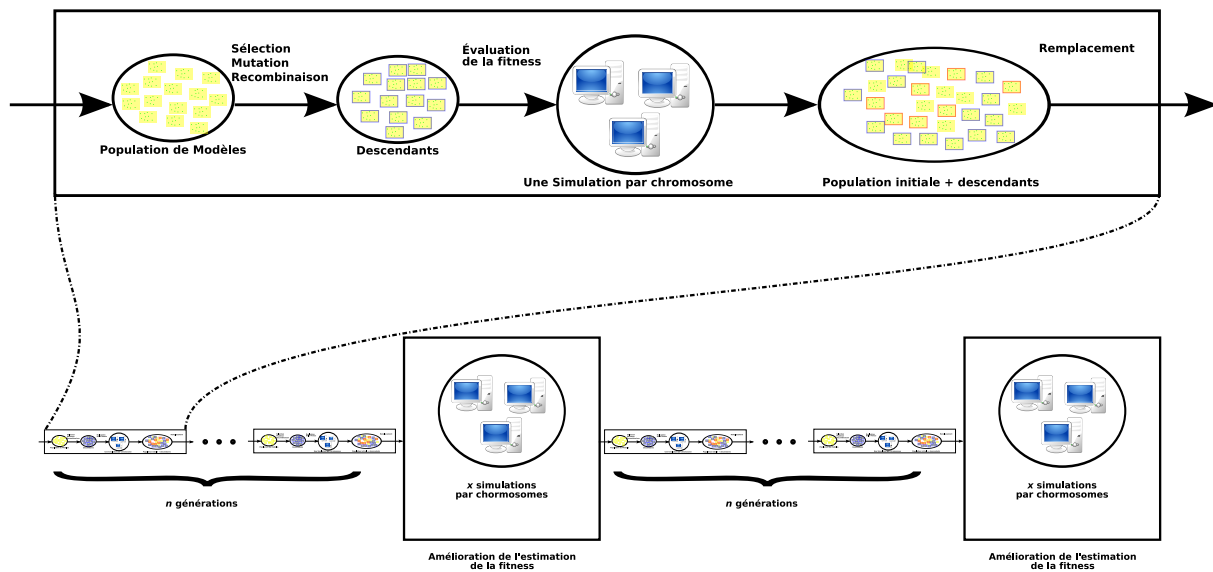 Sélection
Mutation
Recombinaison
Évaluation
de la fitness
Remplacement
Population de Modèles
Descendants
Une Simulation par chromosome
Population initiale + descendants
x simulations
par chormosomes
x simulations
par chormosomes
n générations
n générations
Amélioration de l'estimation
de la fitness
Amélioration de l'estimation
de la fitness